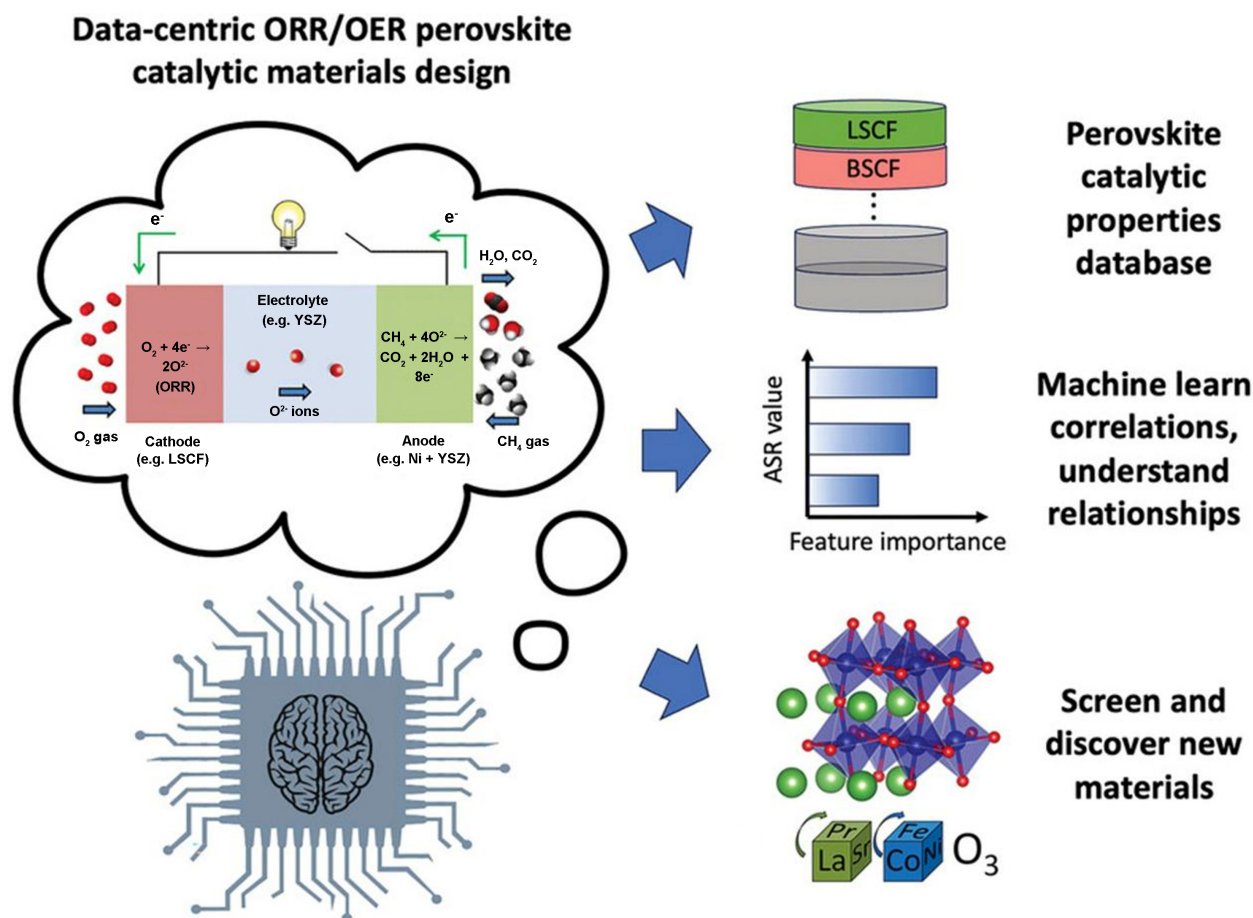 Data-centric ORR/OER perovskite
catalytic materials design
e⁻
e⁻
H₂O, CO₂
Electrolyte
(e.g. YSZ)
O₂ + 4e⁻ →
2O²⁻
(ORR)
CH₄ + 4O²⁻ →
CO₂ + 2H₂O +
8e⁻
O²⁻ ions
O₂ gas
CH₄ gas
Cathode
(e.g. LSCF)
Anode
(e.g. Ni + YSZ)
LSCF
BSCF
Perovskite
catalytic
properties
database
ASR value
Feature importance
Machine learn
correlations,
understand
relationships
Screen and
discover new
materials
Pr
La Sr
Fe
Co Ni
O₃